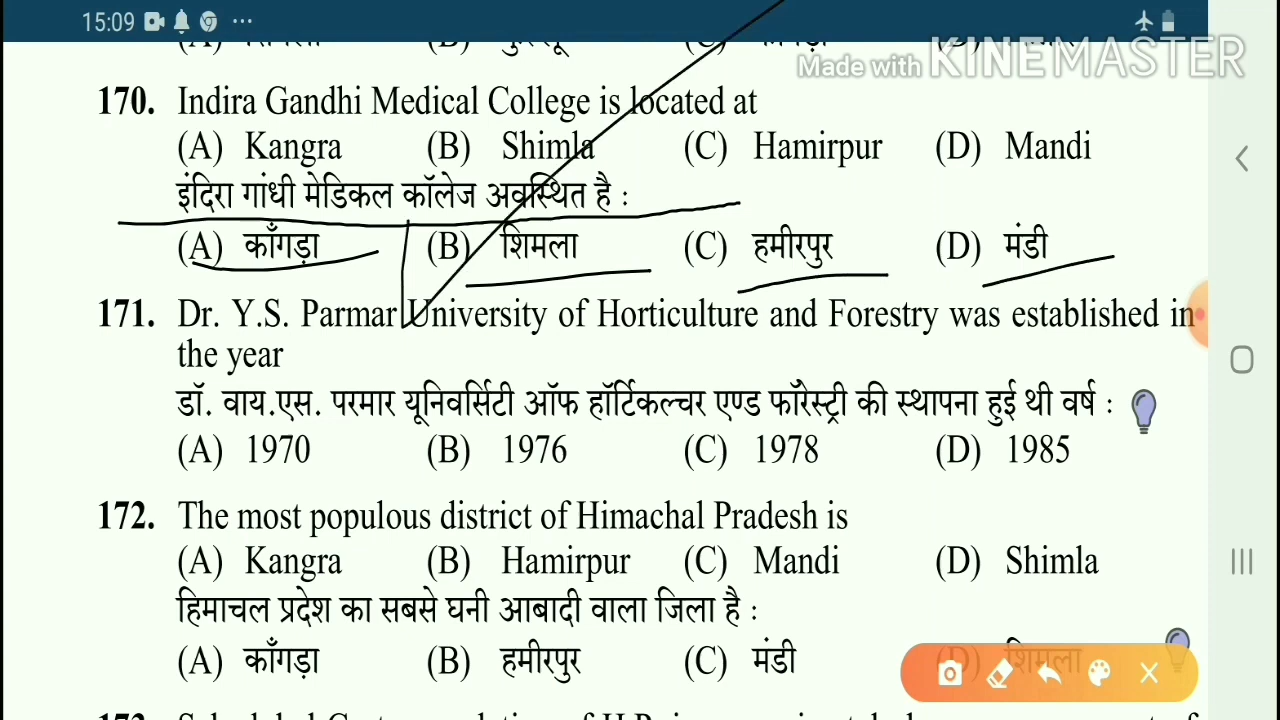 15:09
Made with KINEMASTER
170. Indira Gandhi Medical College is located at
(A) Kangra (B) Shimla (C) Hamirpur (D) Mandi
इंदिरा गांधी मेडिकल कॉलेज अवस्थित है :
(A) काँगड़ा (B) शिमला (C) हमीरपुर (D) मंडी
171. Dr. Y.S. Parmar University of Horticulture and Forestry was established in
the year
डॉ. वाय.एस. परमार यूनिवर्सिटी ऑफ हॉर्टिकल्चर एण्ड फॉरेस्ट्री की स्थापना हुई थी वर्ष :
(A) 1970 (B) 1976 (C) 1978 (D) 1985
172. The most populous district of Himachal Pradesh is
(A) Kangra (B) Hamirpur (C) Mandi (D) Shimla
हिमाचल प्रदेश का सबसे घनी आबादी वाला जिला है :
(A) काँगड़ा (B) हमीरपुर (C) मंडी (D) शिमला